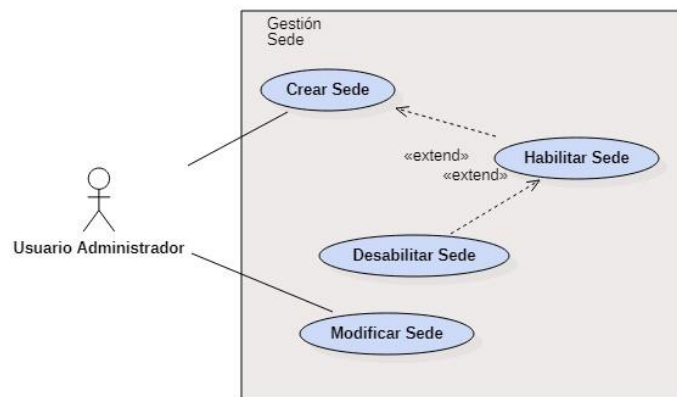 Gestión
Sede
Crear Sede
«extend»
Habilitar Sede
«extend»
Usuario Administrador
Desabilitar Sede
Modificar Sede